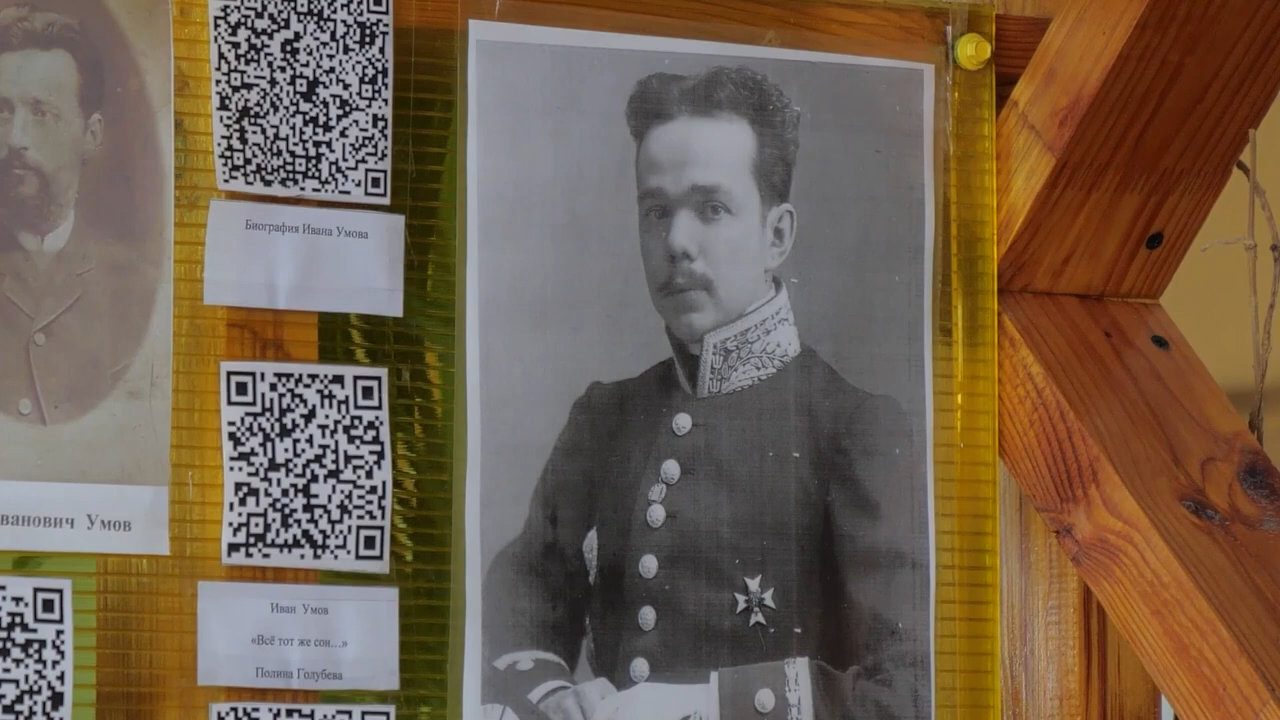 Биография Ивана Умова
ванович Умов
Иван Умов
«Всё тот же сон...»
Полина Голубева